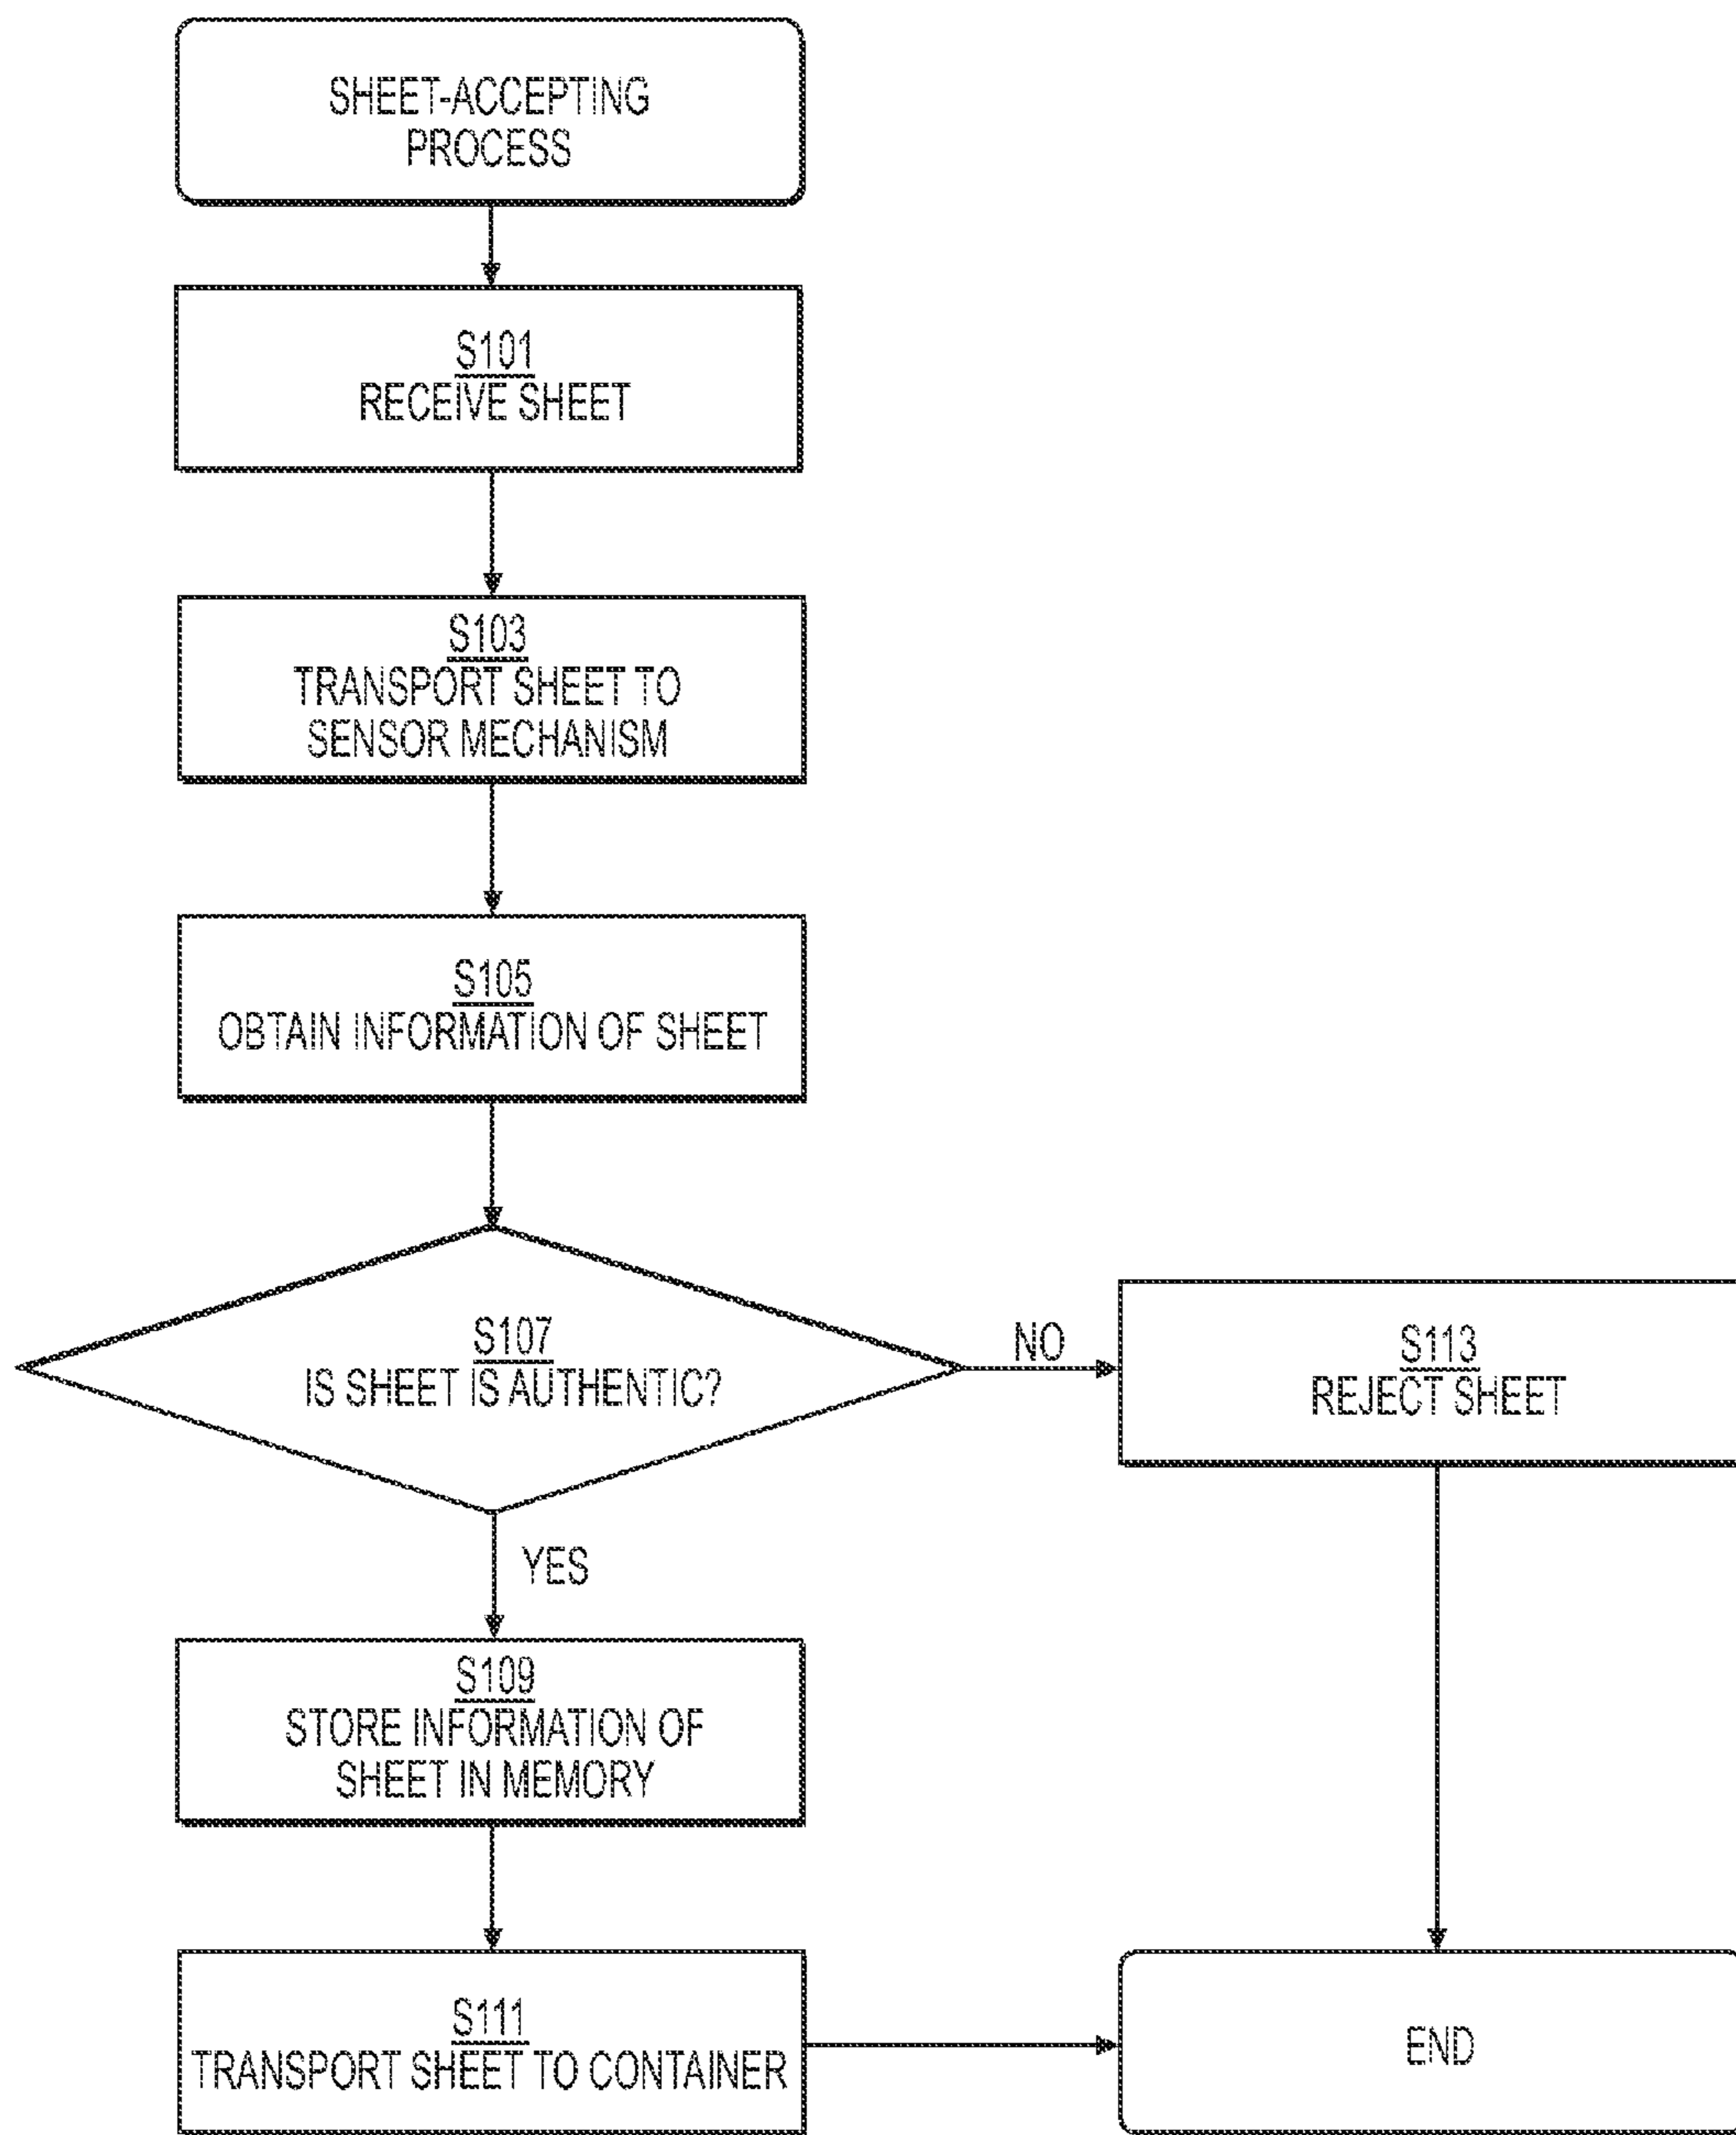 SHEET-ACCEPTING
PROCESS
S101
RECEIVE SHEET
S103
TRANSPORT SHEET TO
SENSOR MECHANISM
S105
OBTAIN INFORMATION OF SHEET
S107
IS SHEET IS AUTHENTIC?
NO
S113
REJECT SHEET
YES
S109
STORE INFORMATION OF
SHEET IN MEMORY
S111
TRANSPORT SHEET TO CONTAINER
END